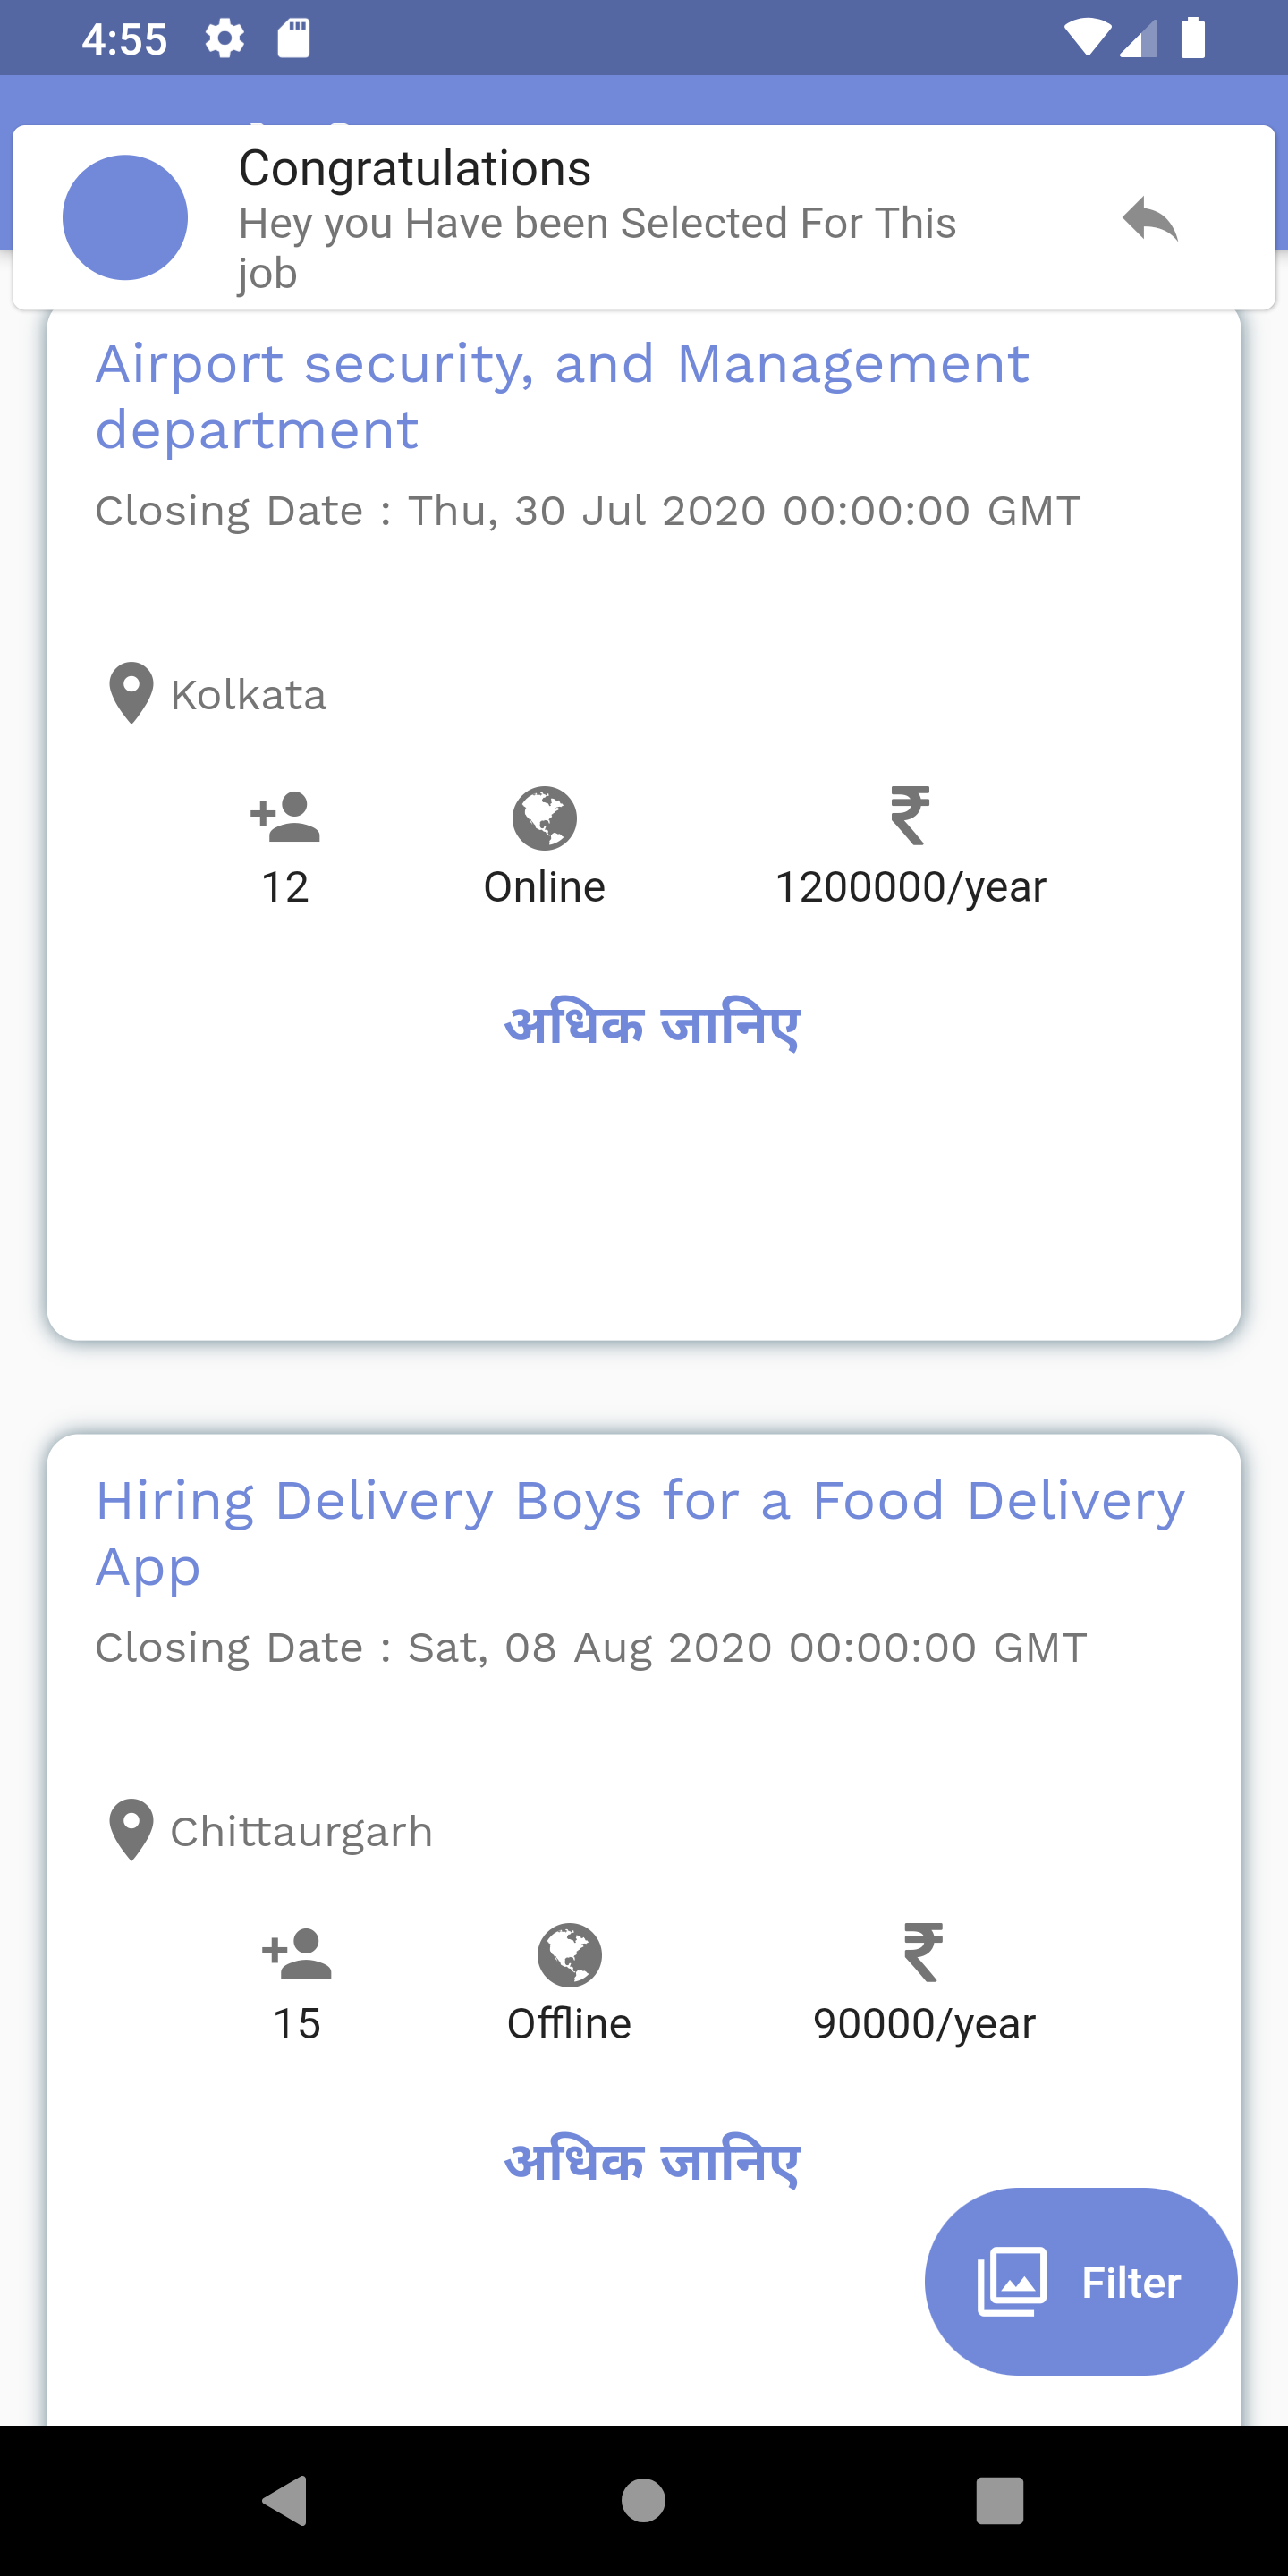 4:55
Congratulations
Hey you Have been Selected For This
job
Airport security, and Management
department
Closing Date : Thu, 30 Jul 2020 00:00:00 GMT
Kolkata
12 Online 1200000/year
अधिक जानिए
Hiring Delivery Boys for a Food Delivery
App
Closing Date : Sat, 08 Aug 2020 00:00:00 GMT
Chittaurgarh
15 Offline 90000/year
अधिक जानिए
Filter